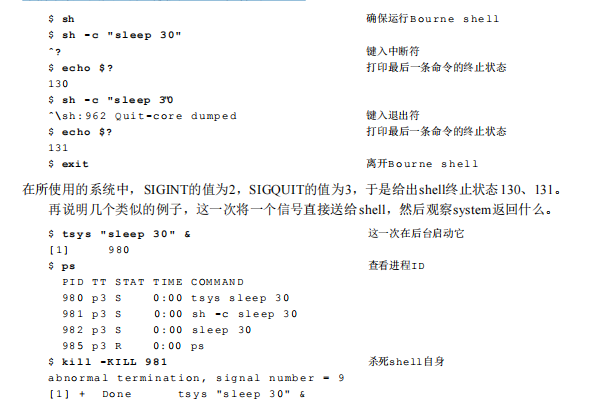 $ sh 确保运行Bourne shell
$ sh -c "sleep 30"
^? 键入中断符
$ echo $? 打印最后一条命令的终止状态
130
$ sh -c "sleep 30"
^\sh:962 Quit-core dumped 键入退出符
$ echo $? 打印最后一条命令的终止状态
131
$ exit 离开Bourne shell
在所使用的系统中，SIGINT的值为2，SIGQUIT的值为3，于是给出shell终止状态130、131。
再说明几个类似的例子，这一次将一个信号直接送给shell，然后观察system返回什么。
$ tsys "sleep 30" & 这一次在后台启动它
[1] 980
$ ps 查看进程ID
PID TT STAT TIME COMMAND
980 p3 S 0:00 tsys sleep 30
981 p3 S 0:00 sh -c sleep 30
982 p3 S 0:00 sleep 30
985 p3 R 0:00 ps
$ kill -KILL 981 杀死shell自身
abnormal termination, signal number = 9
[1] + Done tsys "sleep 30" &